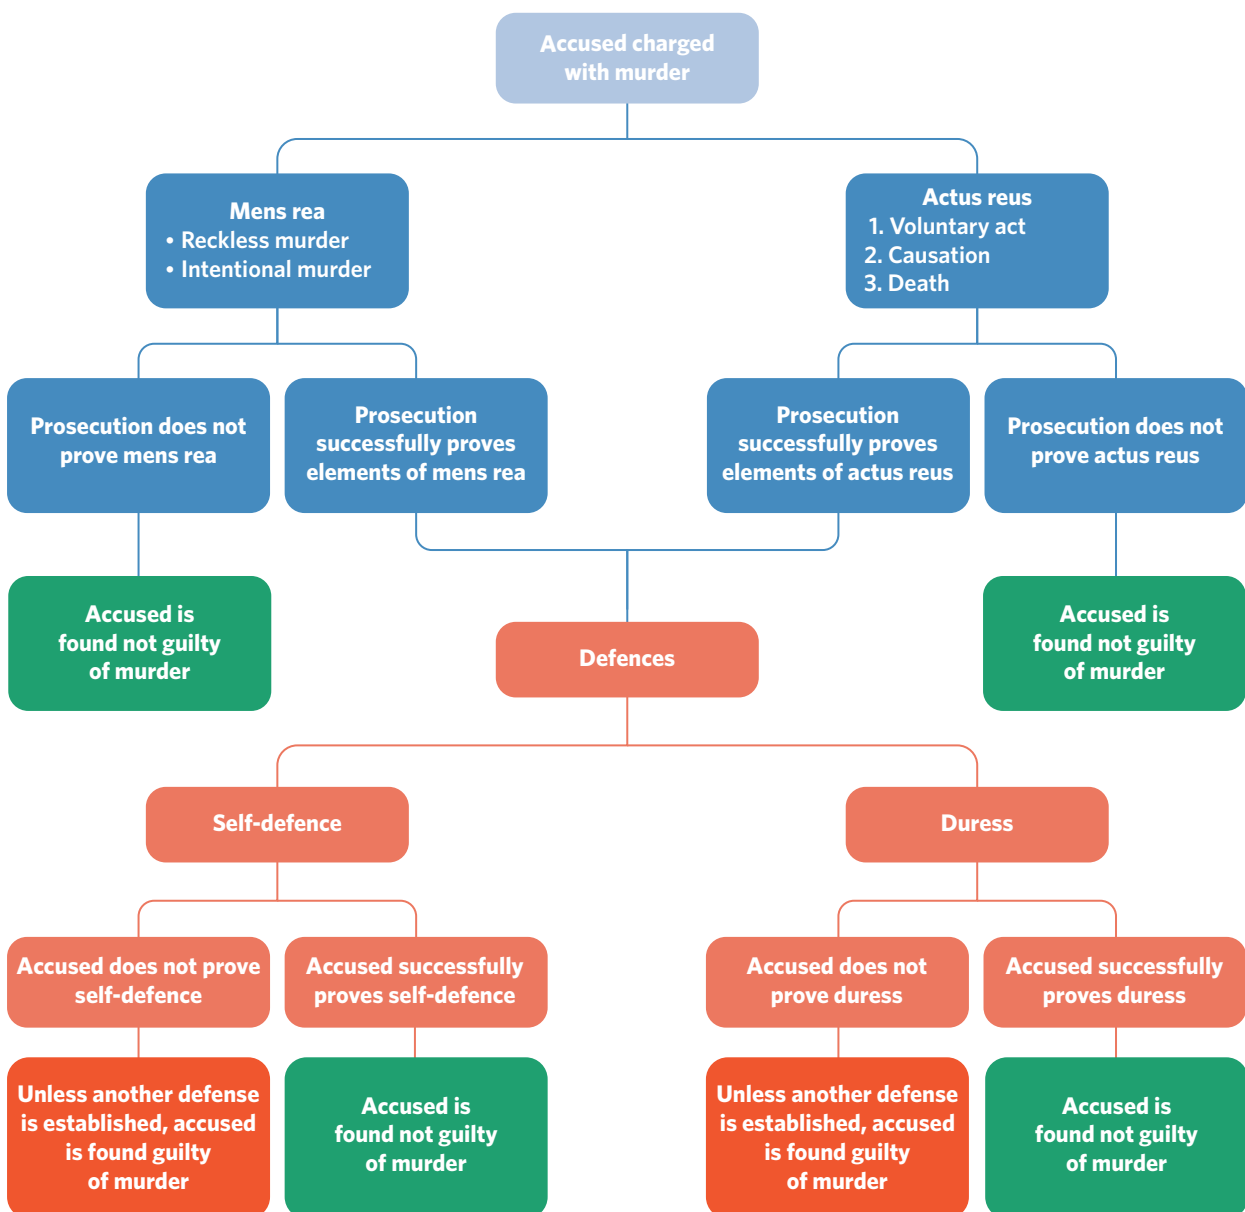 Accused charged
with murder
Mens rea
• Reckless murder
• Intentional murder
Actus reus
1. Voluntary act
2. Causation
3. Death
Prosecution does not
prove mens rea
Prosecution
successfully proves
elements of mens rea
Prosecution
successfully proves
elements of actus reus
Prosecution does not
prove actus reus
Accused is
found not guilty
of murder
Defences
Accused is
found not guilty
of murder
Self-defence
Duress
Accused does not prove
self-defence
Accused successfully
proves self-defence
Accused does not
prove duress
Accused successfully
proves duress
Unless another defense
is established, accused
is found guilty
of murder
Accused is
found not guilty
of murder
Unless another defense
is established, accused
is found guilty
of murder
Accused is
found not guilty
of murder